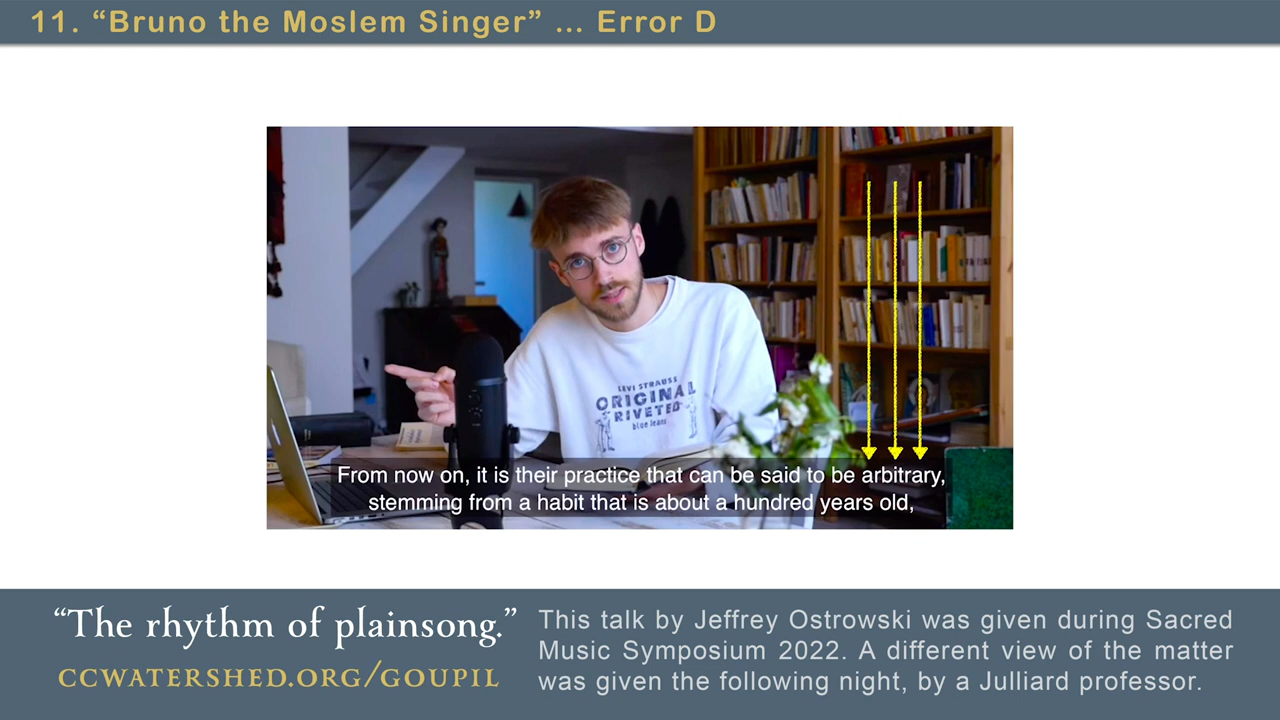 11. “Bruno the Moslem Singer” ... Error D
LEVI STRAUSS
ORIGINAL
RIVETED
blue Jeans
From now on, it is their practice that can be said to be arbitrary,
stemming from a habit that is about a hundred years old,
“The rhythm of plainsong.”
CCWATERSHED.ORG/GOUPIL
This talk by Jeffrey Ostrowski was given during Sacred
Music Symposium 2022. A different view of the matter
was given the following night, by a Julliard professor.